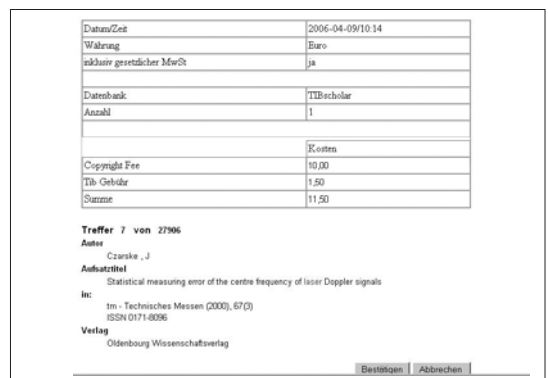 Datum/Zeit 2006-04-09/10:14
Währung Euro
inklusiv gesetzlicher MwSt ja
Datenbank TIBscholar
Anzahl 1
Kosten
Copyright Fee 10,00
Tib Gebühr 1,50
Summe 11,50
Treffer 7 von 27906
Autor
Czarske , J
Aufsatztitel
Statistical measuring error of the centre frequency of laser Doppler signals
in:
tm - Technisches Messen (2000), 67(3)
ISSN 0171-8096
Verlag
Oldenbourg Wissenschaftsverlag
Bestätigen Abbrechen